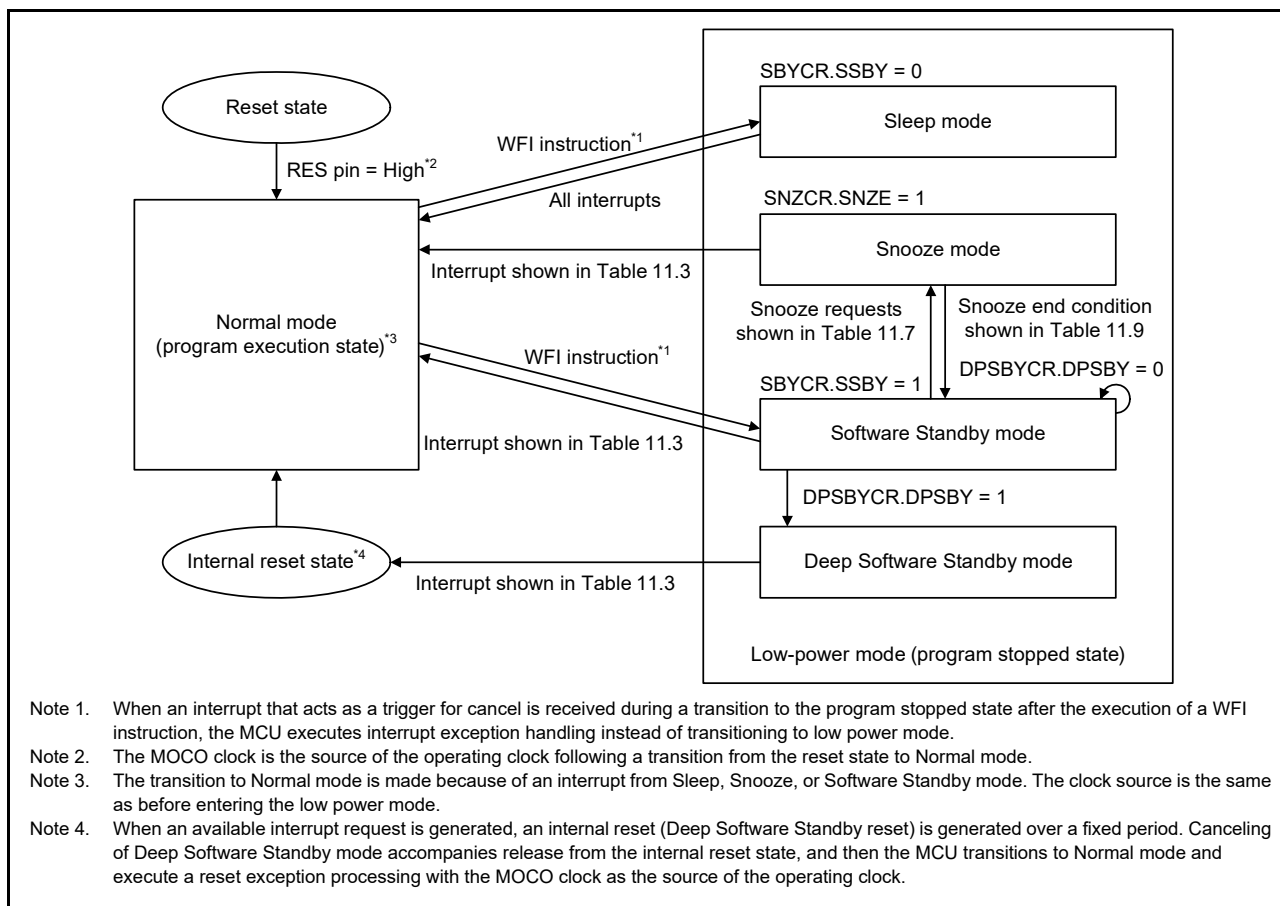 SBYCR.SSBY = 0
Reset state
Sleep mode
WFI instruction*1
RES pin = High*2
All interrupts
SNZCR.SNZE = 1
Snooze mode
Interrupt shown in Table 11.3
Normal mode
(program execution state)*3
Snooze requests
shown in Table 11.7
Snooze end condition
shown in Table 11.9
WFI instruction*1
DPSBYCR.DPSBY = 0
SBYCR.SSBY = 1
Software Standby mode
Interrupt shown in Table 11.3
DPSBYCR.DPSBY = 1
Internal reset state*4
Deep Software Standby mode
Interrupt shown in Table 11.3
Low-power mode (program stopped state)
Note 1. When an interrupt that acts as a trigger for cancel is received during a transition to the program stopped state after the execution of a WFI
instruction, the MCU executes interrupt exception handling instead of transitioning to low power mode.
Note 2. The MOCO clock is the source of the operating clock following a transition from the reset state to Normal mode.
Note 3. The transition to Normal mode is made because of an interrupt from Sleep, Snooze, or Software Standby mode. The clock source is the same
as before entering the low power mode.
Note 4. When an available interrupt request is generated, an internal reset (Deep Software Standby reset) is generated over a fixed period. Canceling
of Deep Software Standby mode accompanies release from the internal reset state, and then the MCU transitions to Normal mode and
execute a reset exception processing with the MOCO clock as the source of the operating clock.